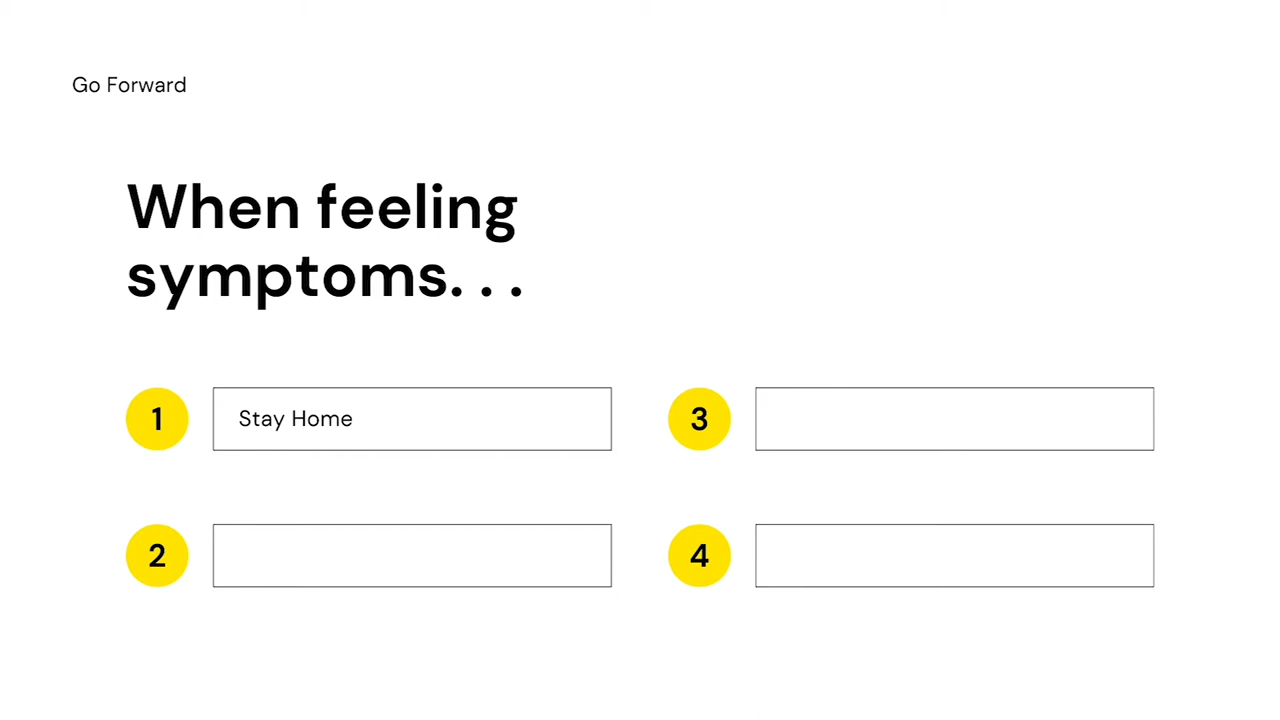 Go Forward
When feeling
symptoms. . .
1
Stay Home
2
3
4